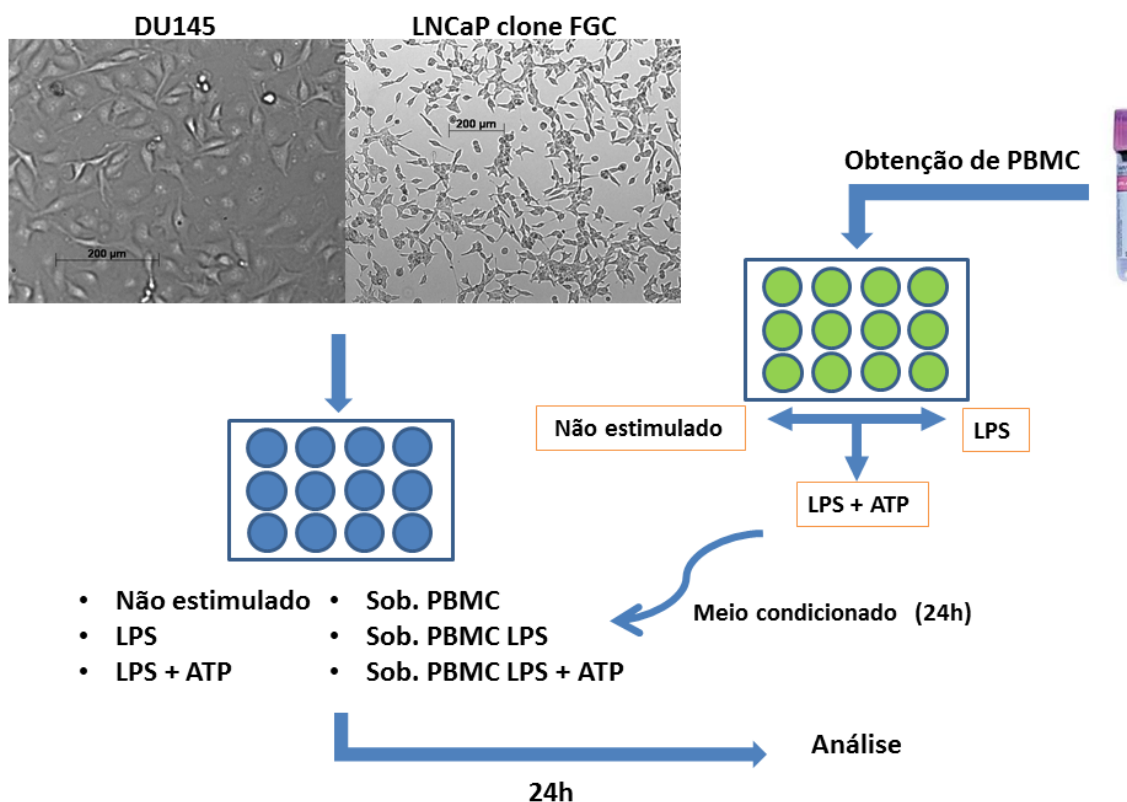 DU145
LNCaP clone FGC
200 µm
200 µm
Obtenção de PBMC
Não estimulado
LPS
LPS + ATP
Meio condicionado (24h)
• Não estimulado
• LPS
• LPS + ATP
• Sob. PBMC
• Sob. PBMC LPS
• Sob. PBMC LPS + ATP
Análise
24h